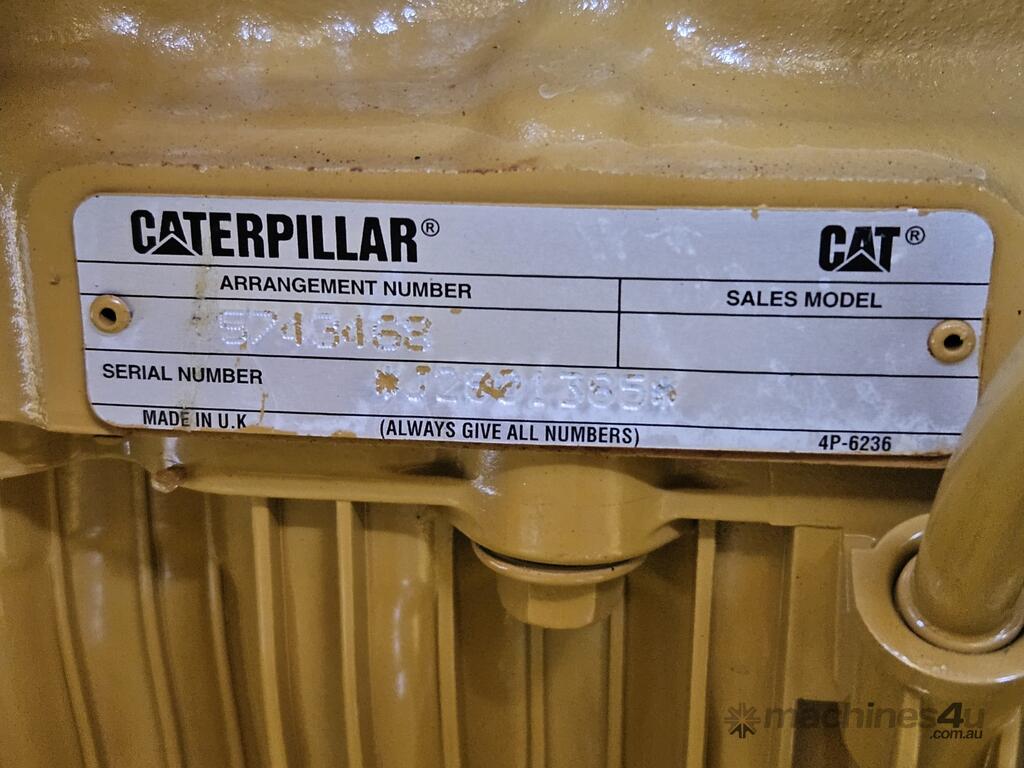 CATERPILLAR® CAT®
ARRANGEMENT NUMBER SALES MODEL
5743462
SERIAL NUMBER
MADE IN U.K (ALWAYS GIVE ALL NUMBERS) 4P-6236
machines4u
.com.au